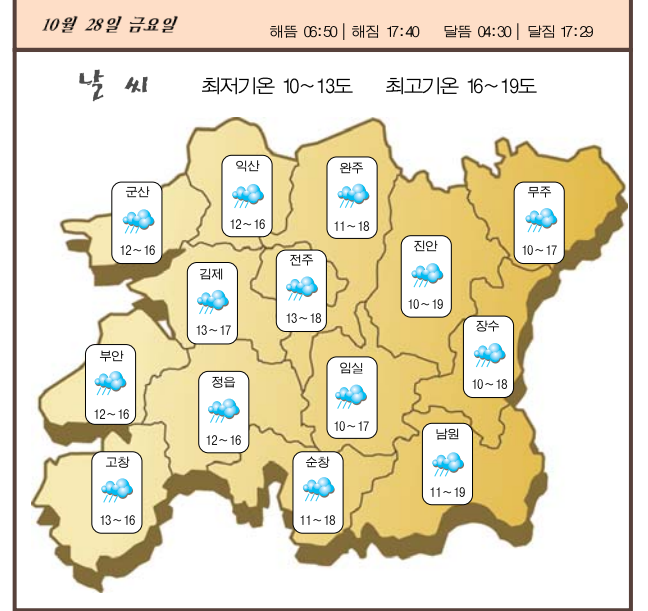 10월 28일 금요일
해뜸 06:50 | 해짐 17:40 달뜸 04:30 | 달짐 17:29
날 씨 최저기온 10~13도 최고기온 16~19도
익산
12~16
완주
11~18
군산
12~16
무주
10~17
진안
10~19
전주
13~18
김제
13~17
장수
10~18
부안
12~16
임실
10~17
정읍
12~16
남원
11~19
고창
13~16
순창
11~18